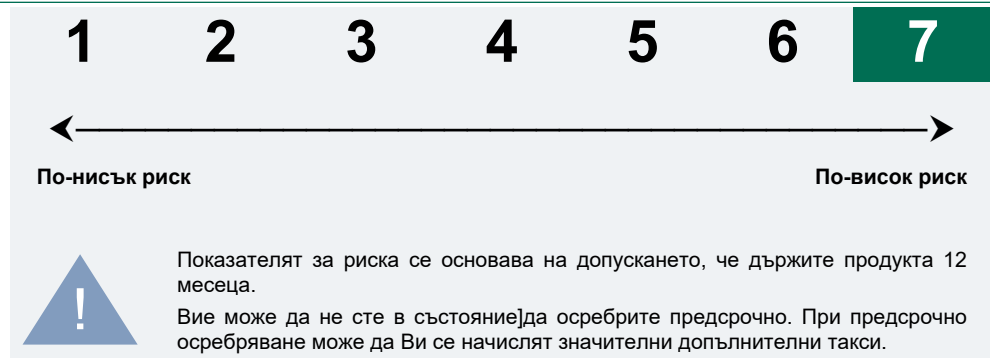 1 2 3 4 5 6 7
По-нисък риск По-висок риск
!
Показателят за риска се основава на допускането, че държите продукта 12
месеца.
Вие може да не сте в състояние]да осребрите предсрочно. При предсрочно
осребряване може да Ви се начислят значителни допълнителни такси.